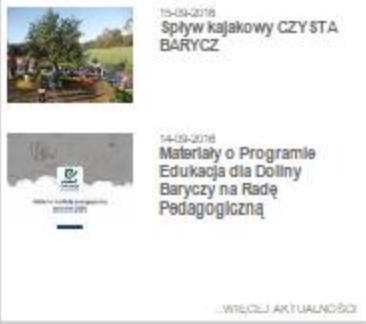 15-09-2016
Spływ kajakowy CZYSTA
BARYCZ
14-09-2016
Materiały o Programie
Edukacja dla Doliny
Baryczy na Radę
Pedagogiczną
...WIĘCEJ AKTUALNOŚCI